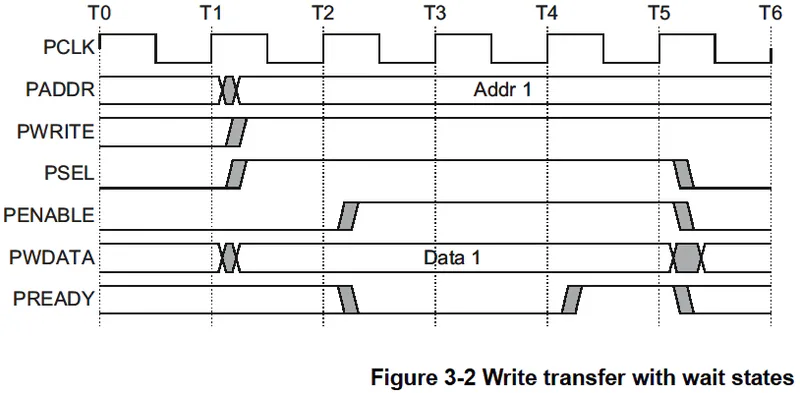 T0 T1 T2 T3 T4 T5 T6
PCLK
PADDR Addr 1
PWRITE
PSEL
PENABLE
PWDATA Data 1
PREADY
Figure 3-2 Write transfer with wait states